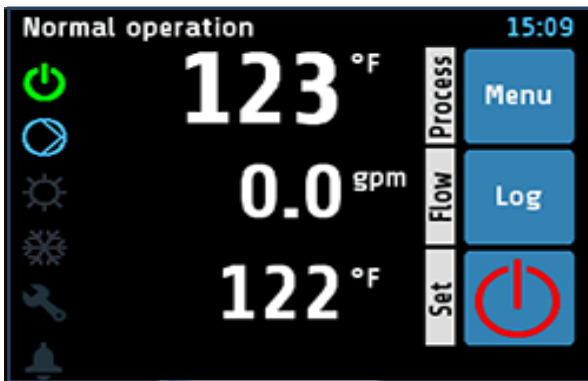 Normal operation 15:09
123 °F Process Menu
0.0 gpm Flow Log
122 °F Set